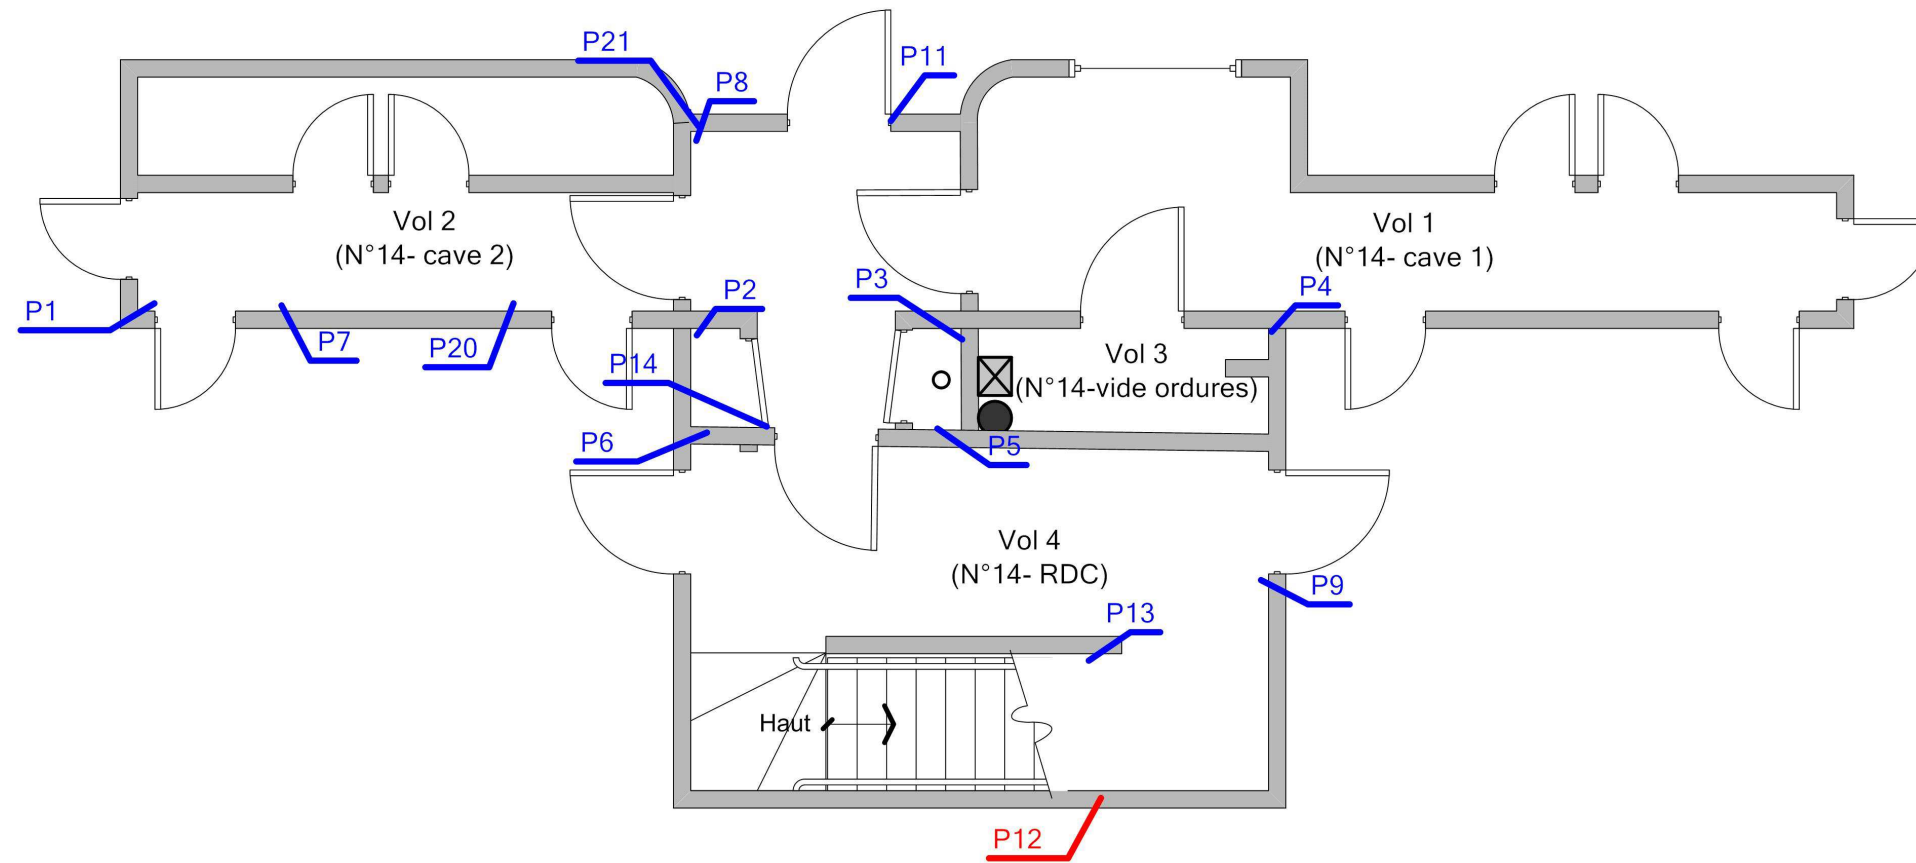 P21
P11
P8
Vol 2
(N°14- cave 2)
Vol 1
(N°14- cave 1)
P1
P2
P3
P4
P7
P20
P14
Vol 3
(N°14-vide ordures)
P6
P5
Vol 4
(N°14- RDC)
P9
P13
Haut
P12